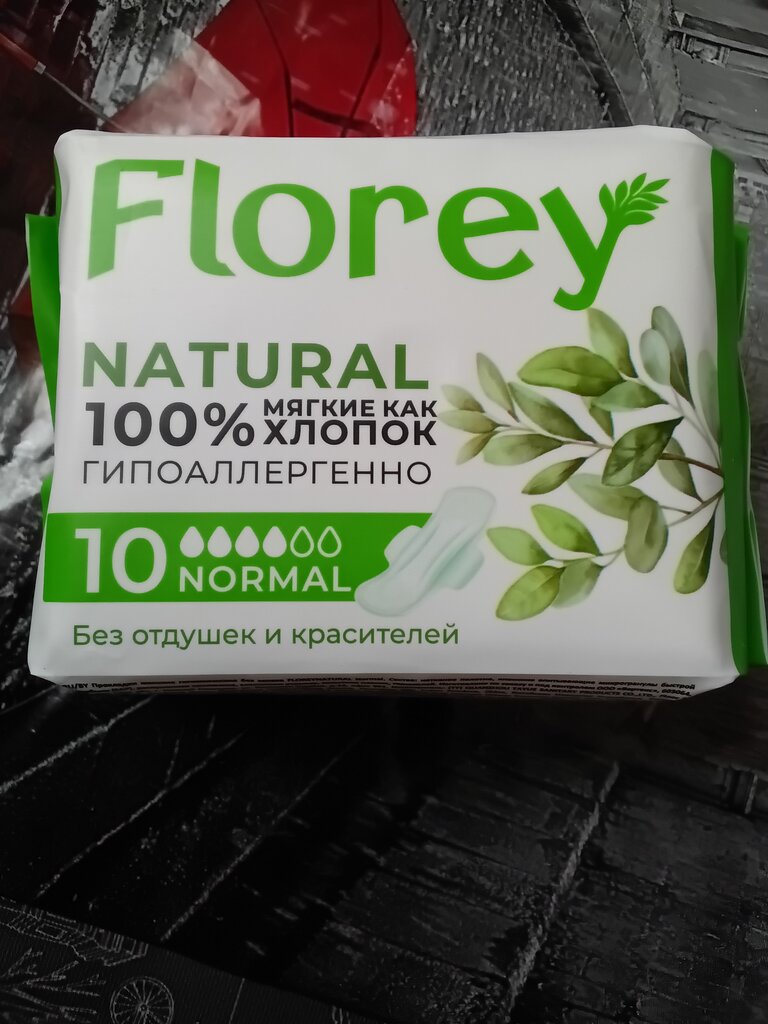 Florey
NATURAL
100% МЯГКИЕ КАК
ХЛОПОК
ГИПОАЛЛЕРГЕННО
10 NORMAL
Без отдушек и красителей